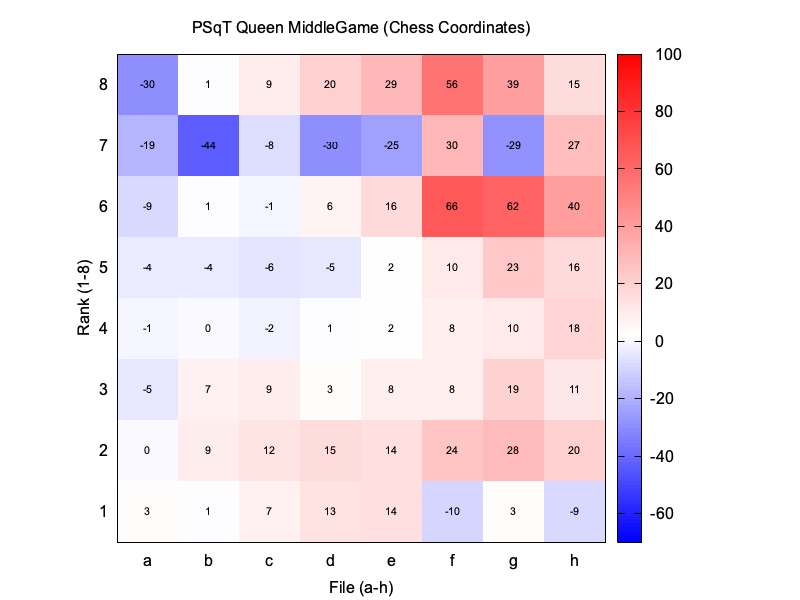 PSqT Queen MiddleGame (Chess Coordinates)
100
8 -30 1 9 20 29 56 39 15
80
7 -19 -44 -8 -30 -25 30 -29 27
60
6 -9 1 -1 6 16 66 62 40
40
5 -4 -4 -6 -5 2 10 23 16
20
Rank (1-8)
4 -1 0 -2 1 2 8 10 18
0
3 -5 7 9 3 8 8 19 11
-20
2 0 9 12 15 14 24 28 20
-40
1 3 1 7 13 14 -10 3 -9
-60
a b c d e f g h
File (a-h)